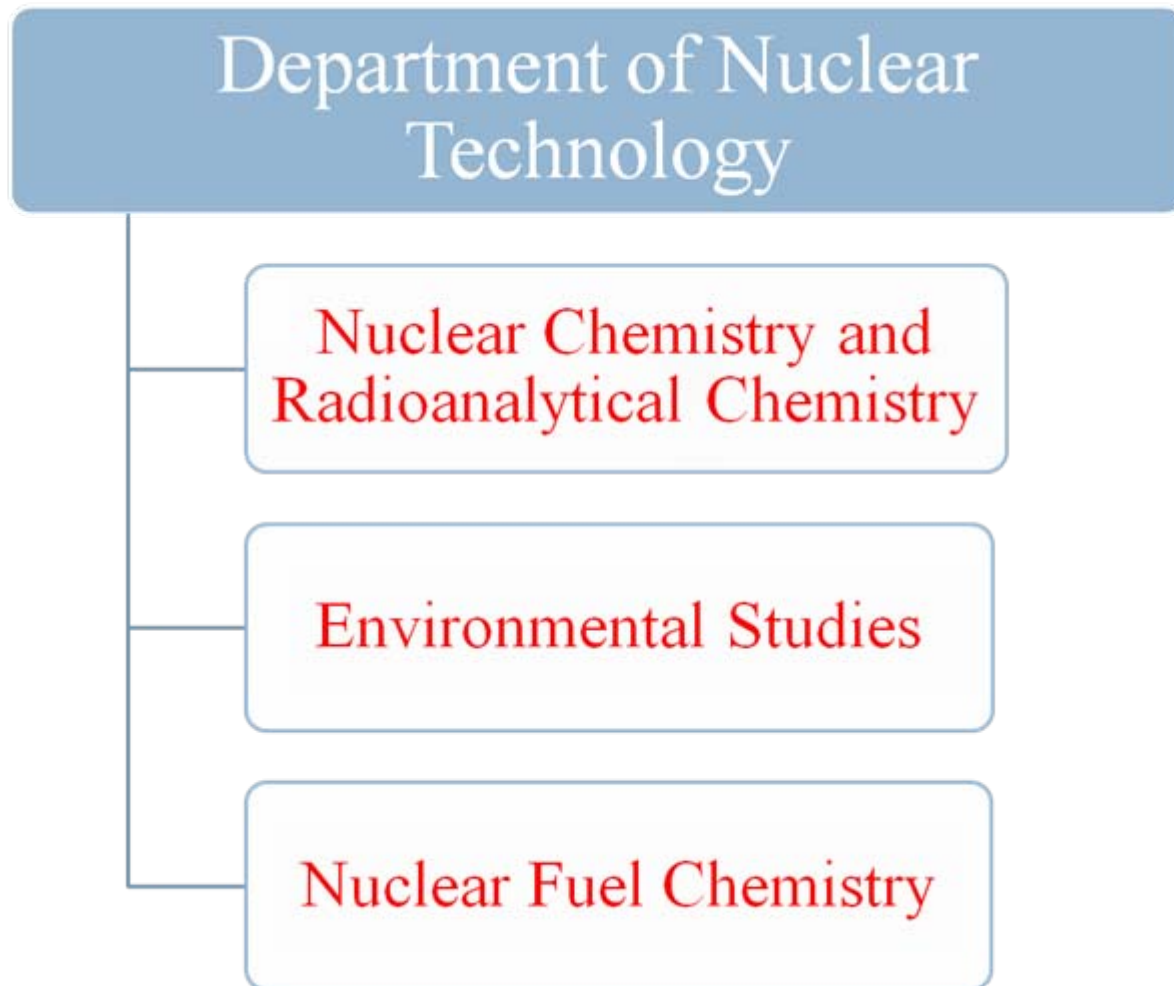 Department of Nuclear
Technology
Nuclear Chemistry and
Radioanalytical Chemistry
Environmental Studies
Nuclear Fuel Chemistry